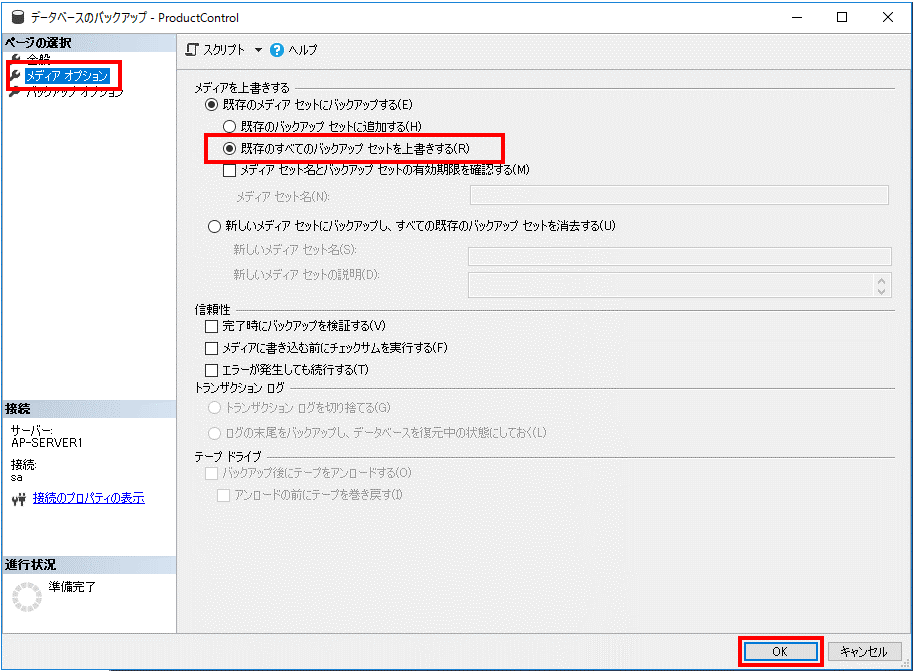 データベースのバックアップ - ProductControl
ページの選択
全般
メディア オプション
バックアップ オプション
スクリプト
ヘルプ
メディアを上書きする
既存のメディア セットにバックアップする(E)
既存のバックアップ セットに追加する(H)
既存のすべてのバックアップ セットを上書きする(R)
メディア セット名とバックアップ セットの有効期限を確認する(M)
メディア セット名(N):
新しいメディア セットにバックアップし、すべての既存のバックアップ セットを消去する(U)
新しいメディア セット名(S):
新しいメディア セットの説明(D):
信頼性
完了時にバックアップを検証する(V)
メディアに書き込む前にチェックサムを実行する(F)
エラーが発生しても続行する(T)
トランザクション ログ
トランザクション ログを切り捨てる(G)
ログの末尾をバックアップし、データベースを復元中の状態にしておく(L)
テープ ドライブ
バックアップ後にテープをアンロードする(O)
アンロードの前にテープを巻き戻す(I)
接続
サーバー:
AP-SERVER1
接続:
sa
接続のプロパティの表示
進行状況
準備完了
OK
キャンセル